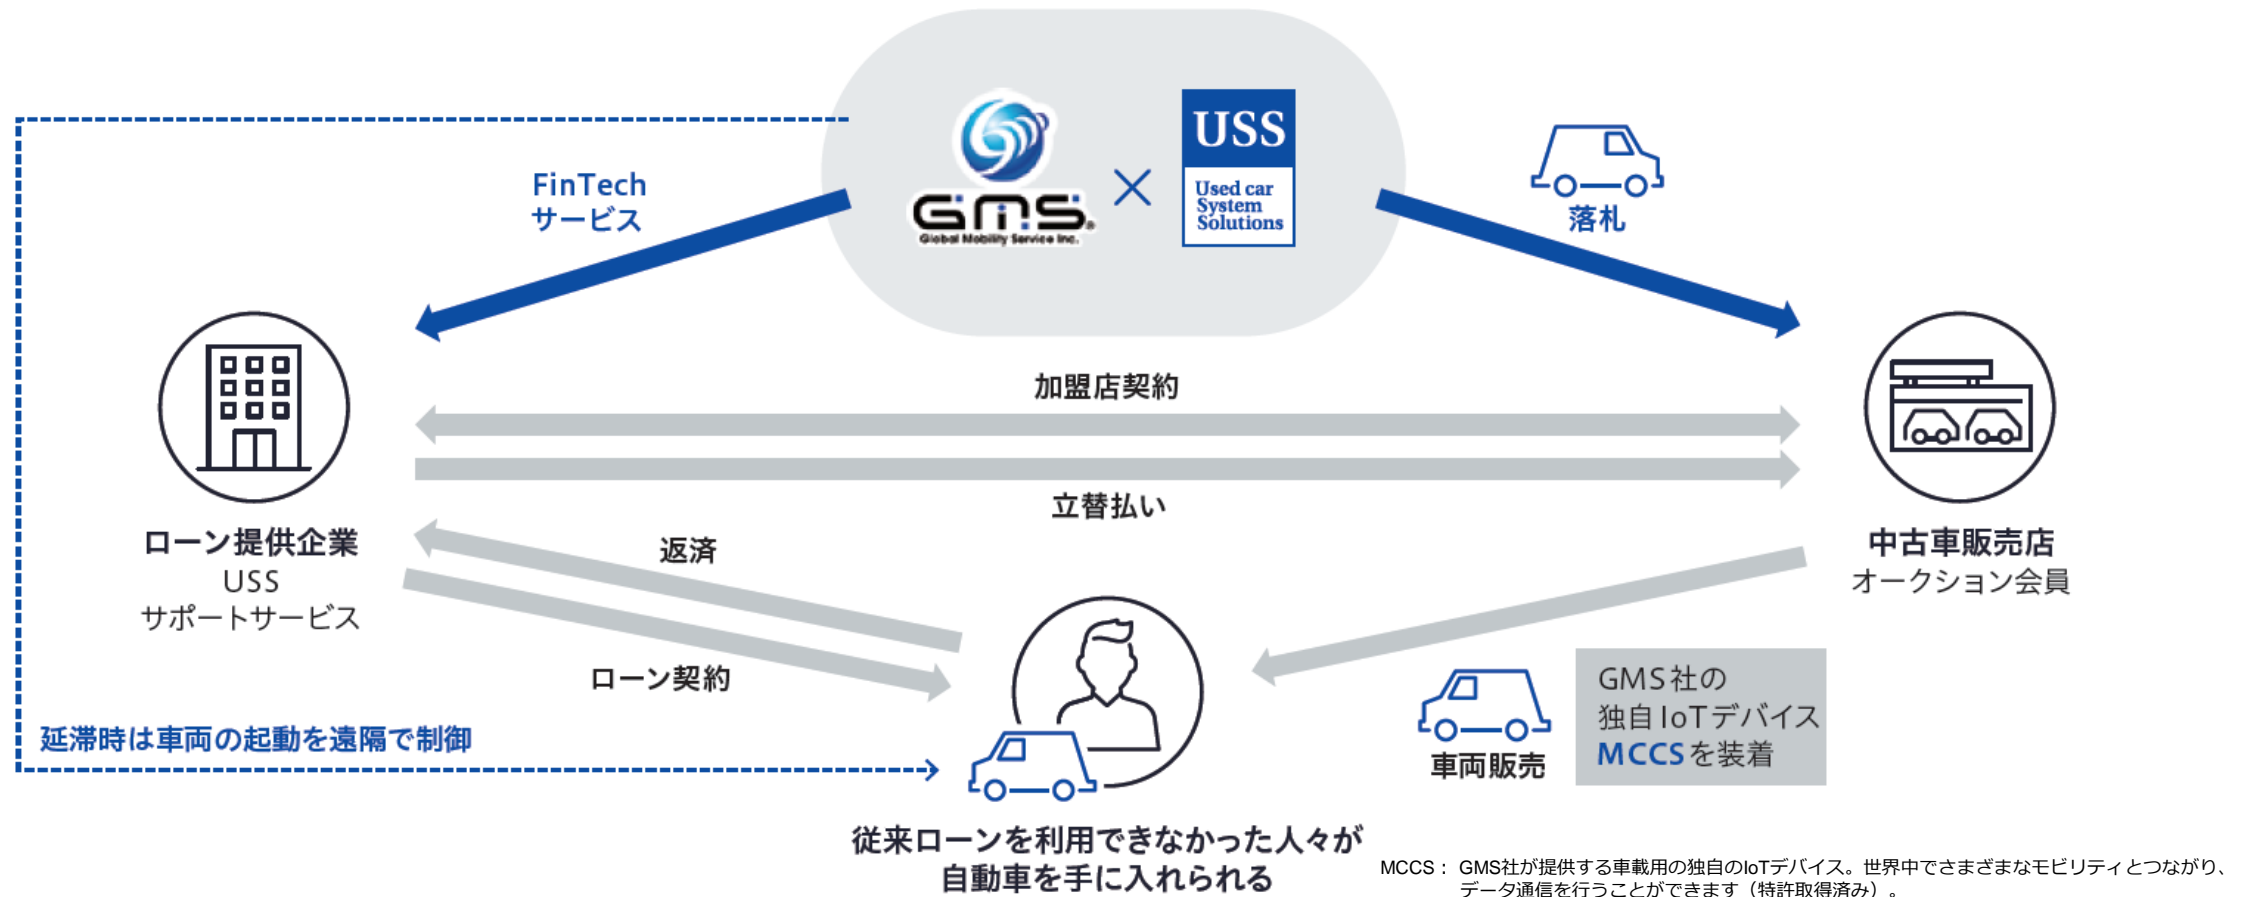 FinTech
サービス
GMS®
Global Mobility Service Inc.
×
USS
Used car
System
Solutions
落札
加盟店契約
立替払い
ローン提供企業
USS
サポートサービス
返済
ローン契約
中古車販売店
オークション会員
延滞時は車両の起動を遠隔で制御
車両販売
GMS社の
独自IoTデバイス
MCCSを装着
従来ローンを利用できなかった人々が
自動車を手に入れられる
MCCS： GMS社が提供する車載用の独自のIoTデバイス。世界中でさまざまなモビリティとつながり、
データ通信を行うことができます（特許取得済み）。